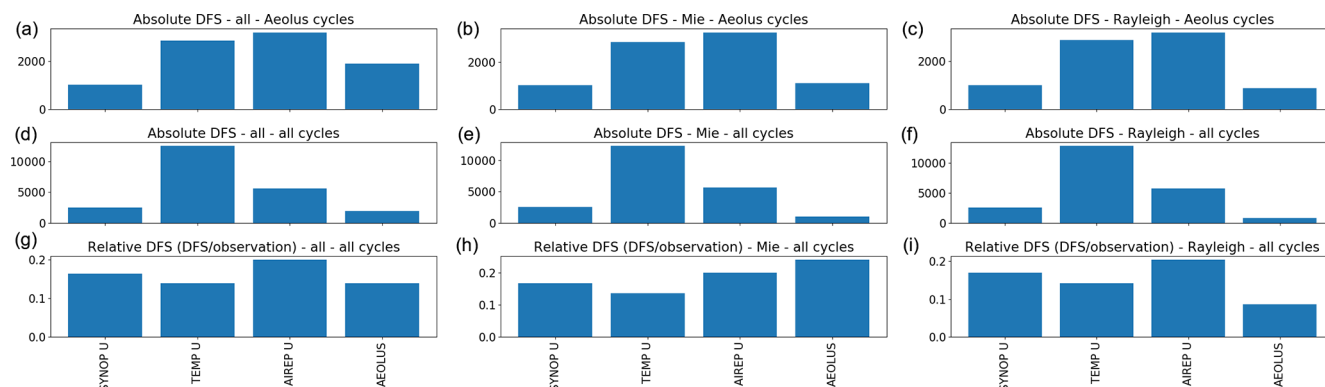 (a) Absolute DFS - all - Aeolus cycles
2000
0
(b) Absolute DFS - Mie - Aeolus cycles
2000
0
(c) Absolute DFS - Rayleigh - Aeolus cycles
2000
0
(d) Absolute DFS - all - all cycles
10000
5000
0
(e) Absolute DFS - Mie - all cycles
10000
5000
0
(f) Absolute DFS - Rayleigh - all cycles
10000
5000
0
(g) Relative DFS (DFS/observation) - all - all cycles
0.2
0.1
0.0
SYNOP U
TEMP U
AIREP U
AEOLUS
(h) Relative DFS (DFS/observation) - Mie - all cycles
0.2
0.1
0.0
SYNOP U
TEMP U
AIREP U
AEOLUS
(i) Relative DFS (DFS/observation) - Rayleigh - all cycles
0.2
0.1
0.0
SYNOP U
TEMP U
AIREP U
AEOLUS